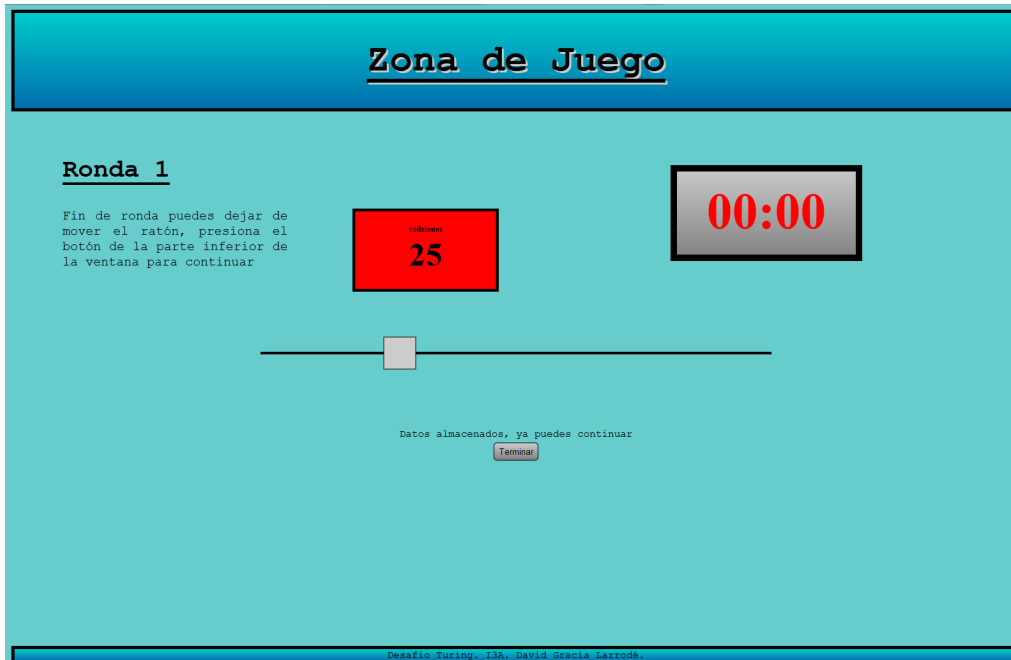 Zona de Juego
Ronda 1
Fin de ronda puedes dejar de
mover el ratón, presiona el
botón de la parte inferior de
la ventana para continuar
colisiones
25
00:00
Datos almacenados, ya puedes continuar
Terminar
Desafío Turing. I3A. David Gracia Larrodé.